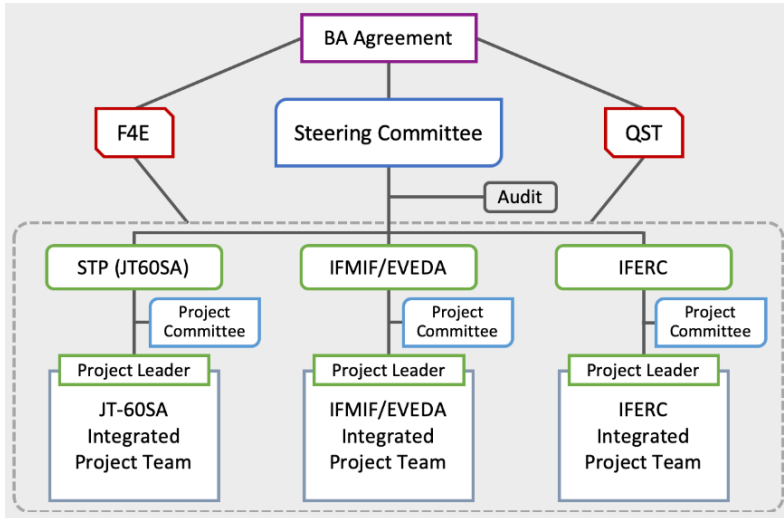 BA Agreement
F4E
Steering Committee
QST
Audit
STP (JT60SA)
IFMIF/EVEDA
IFERC
Project
Committee
Project
Committee
Project
Committee
Project Leader
Project Leader
Project Leader
JT-60SA
Integrated
Project Team
IFMIF/EVEDA
Integrated
Project Team
IFERC
Integrated
Project Team